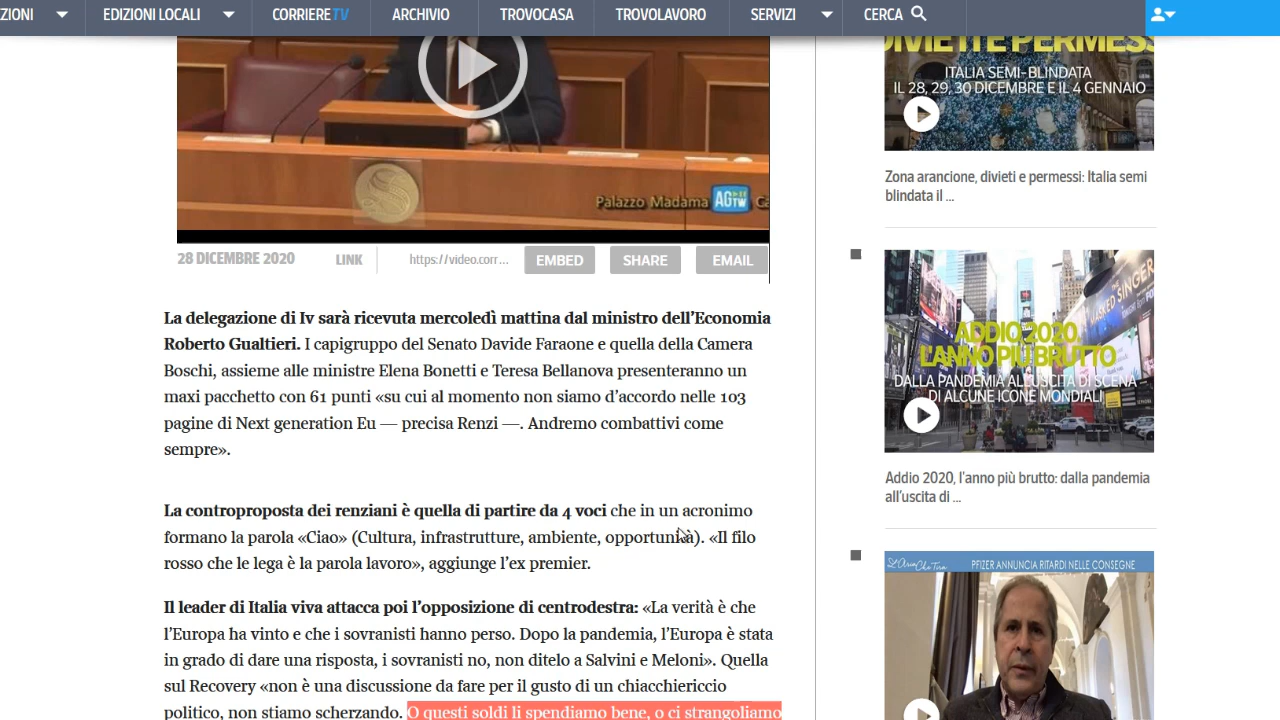 ZIONI
EDIZIONI LOCALI
CORRIERETV
ARCHIVIO
TROVOCASA
TROVOLAVORO
SERVIZI
CERCA
Palazzo Madama AGTW Ca
28 DICEMBRE 2020
LINK
https://video.corr...
EMBED
SHARE
EMAIL
La delegazione di Iv sarà ricevuta mercoledì mattina dal ministro dell'Economia
Roberto Gualtieri. I capigruppo del Senato Davide Faraone e quella della Camera
Boschi, assieme alle ministre Elena Bonetti e Teresa Bellanova presenteranno un
maxi pacchetto con 61 punti «su cui al momento non siamo d'accordo nelle 103
pagine di Next generation Eu — precisa Renzi —. Andremo combattivi come
sempre».
La controproposta dei renziani è quella di partire da 4 voci che in un acronimo
formano la parola «Ciao» (Cultura, infrastrutture, ambiente, opportunità). «Il filo
rosso che le lega è la parola lavoro», aggiunge l'ex premier.
Il leader di Italia viva attacca poi l'opposizione di centrodestra: «La verità è che
l'Europa ha vinto e che i sovranisti hanno perso. Dopo la pandemia, l'Europa è stata
in grado di dare una risposta, i sovranisti no, non ditelo a Salvini e Meloni». Quella
sul Recovery «non è una discussione da fare per il gusto di un chiacchiericcio
politico, non stiamo scherzando. O questi soldi li spendiamo bene, o ci strangoliamo
DIVIETI E PERMESS
ITALIA SEMI-BLINDATA
IL 28, 29, 30 DICEMBRE E IL 4 GENNAIO
Zona arancione, divieti e permessi: Italia semi
blindata il ...
MASKED SINGER
ADDIO 2020,
L'ANNO PIÙ BRUTTO
DALLA PANDEMIA ALL'USCITA DI SCENA
DI ALCUNE ICONE MONDIALI
Addio 2020, l'anno più brutto: dalla pandemia
all'uscita di ...
L'Aria Che Tira
PFIZER ANNUNCIA RITARDI NELLE CONSEGNE